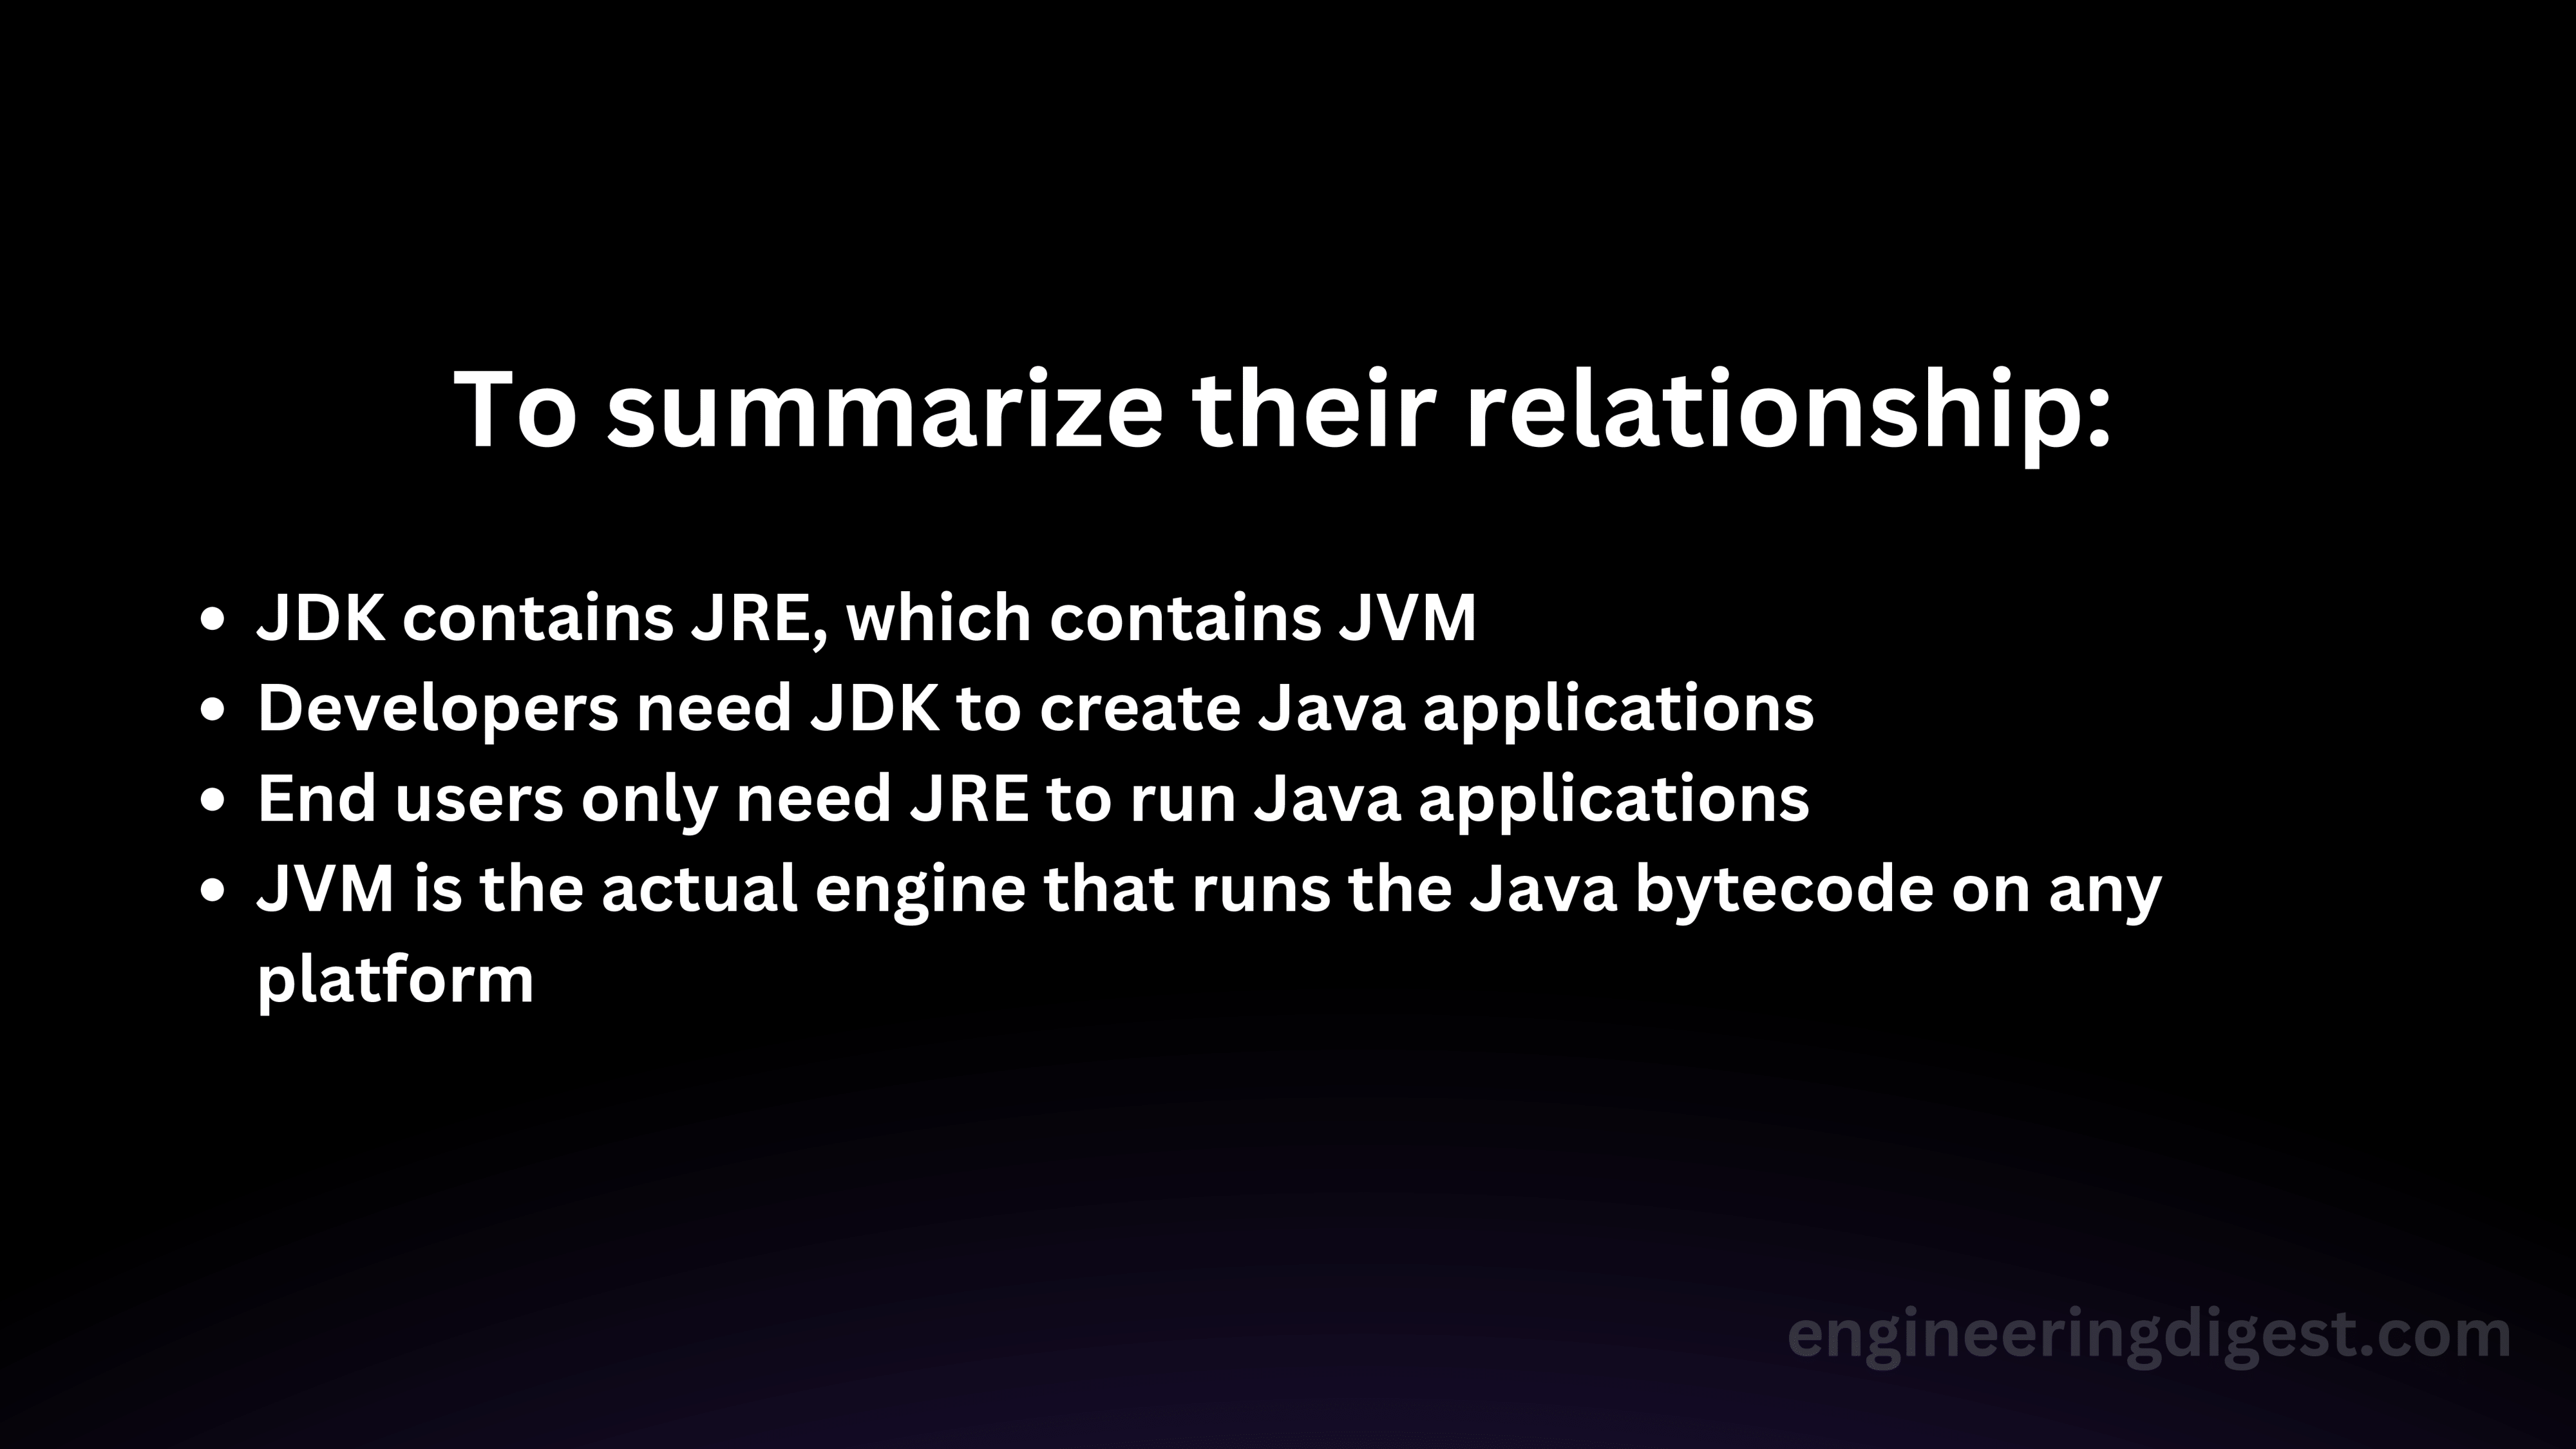 To summarize their relationship:
• JDK contains JRE, which contains JVM
• Developers need JDK to create Java applications
• End users only need JRE to run Java applications
• JVM is the actual engine that runs the Java bytecode on any
platform
engineeringdigest.com